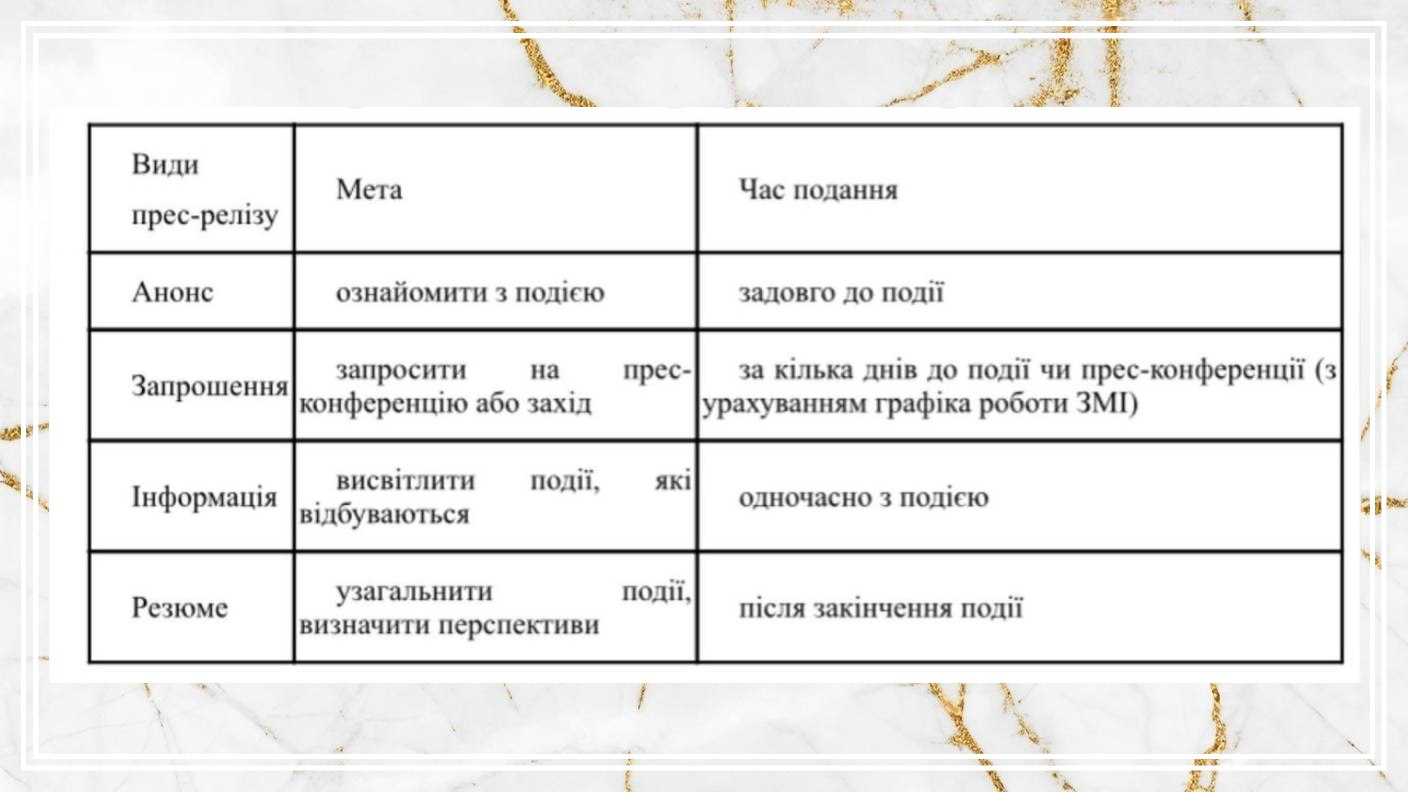 Види
прес-релізу
Мета
Час подання
Анонс
ознайомити з подією
задовго до події
Запрошення
запросити на прес-
конференцію або захід
за кілька днів до події чи прес-конференції (з
урахуванням графіка роботи ЗМІ)
Інформація
висвітлити події, які
відбуваються
одночасно з подією
Резюме
узагальнити події,
визначити перспективи
після закінчення події